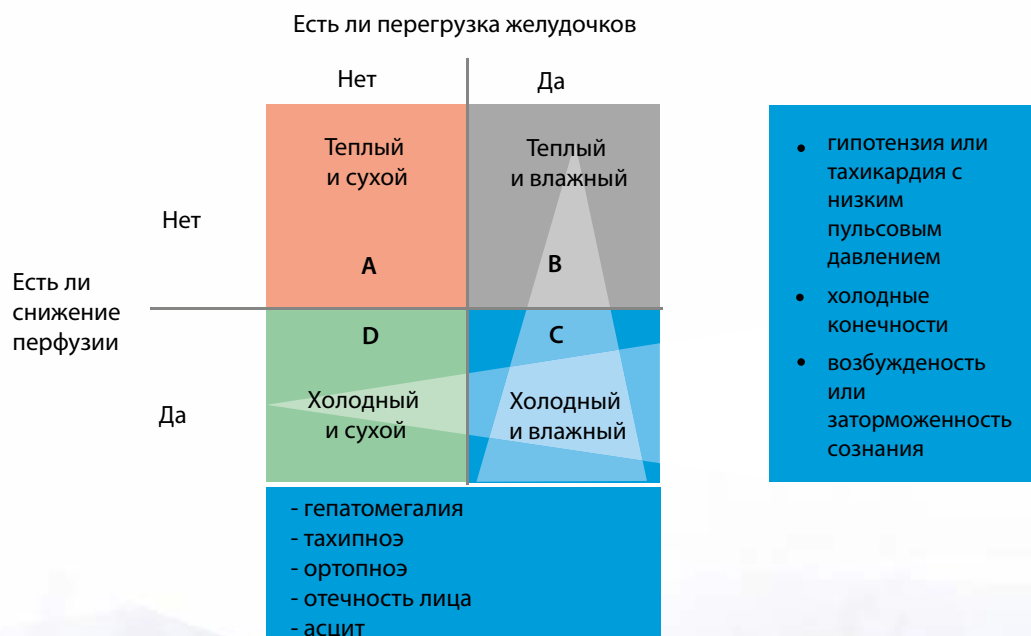 Есть ли перегрузка желудочков
Нет
Да
Теплый
и сухой
Теплый
и влажный
Нет
A
B
Есть ли
снижение
перфузии
D
C
Да
Холодный
и сухой
Холодный
и влажный
- гепатомегалия
- тахипноэ
- ортопноэ
- отечность лица
- асцит
• гипотензия или
тахикардия с
низким
пульсовым
давлением
• холодные
конечности
• возбужденость
или
заторможенность
сознания